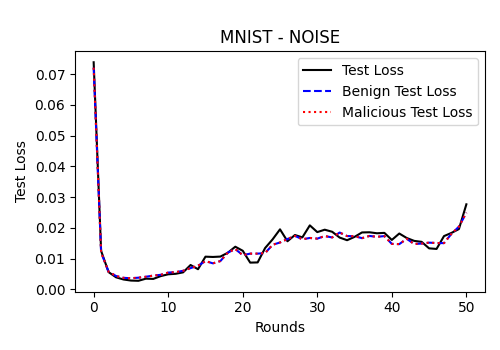 MNIST - NOISE
Test Loss
Benign Test Loss
Malicious Test Loss
Test Loss
0.07
0.06
0.05
0.04
0.03
0.02
0.01
0.00
0 10 20 30 40 50
Rounds